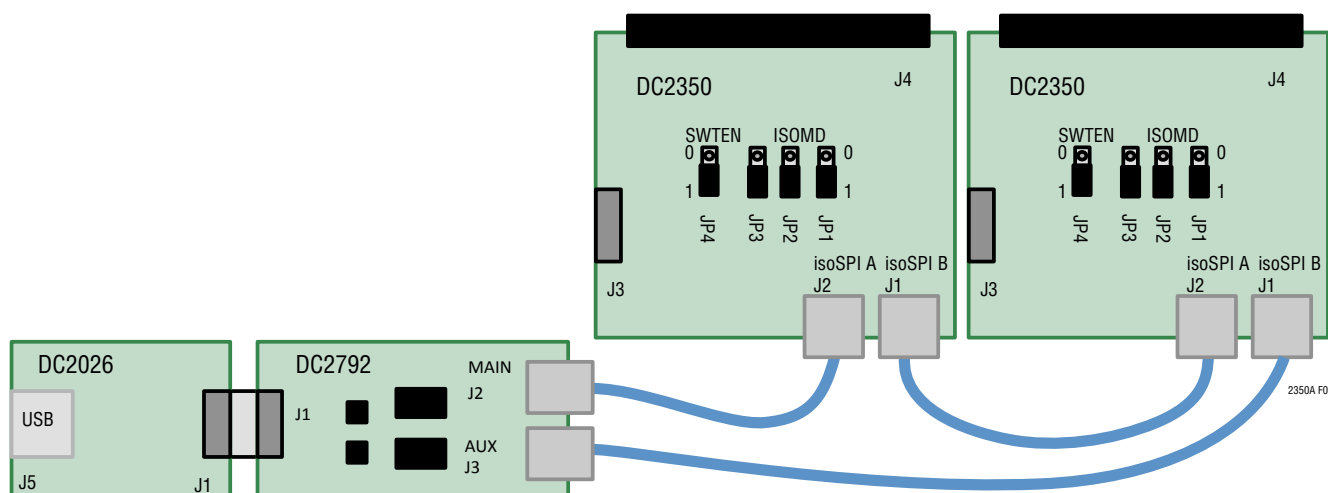 DC2350
J4
SWTEN ISOMD
0 0
1 1
JP4 JP3 JP2 JP1
isoSPI A isoSPI B
J3 J2 J1
DC2350
J4
SWTEN ISOMD
0 0
1 1
JP4 JP3 JP2 JP1
isoSPI A isoSPI B
J3 J2 J1
2350A F0
DC2026
USB
J5 J1
DC2792
MAIN
J1 J2
AUX
J3